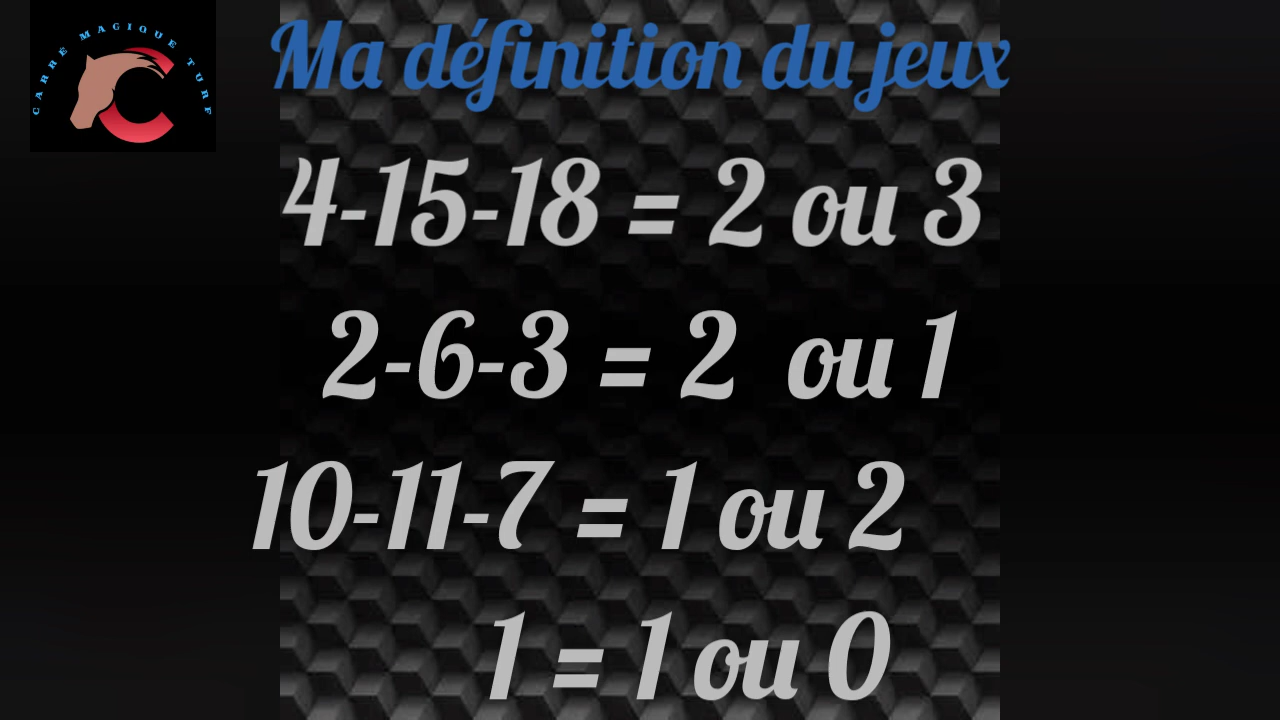 CARRÉ MAGIQUE TURF
Ma définition du jeux
4-15-18 = 2 ou 3
2-6-3 = 2 ou 1
10-11-7 = 1 ou 2
1 = 1 ou 0